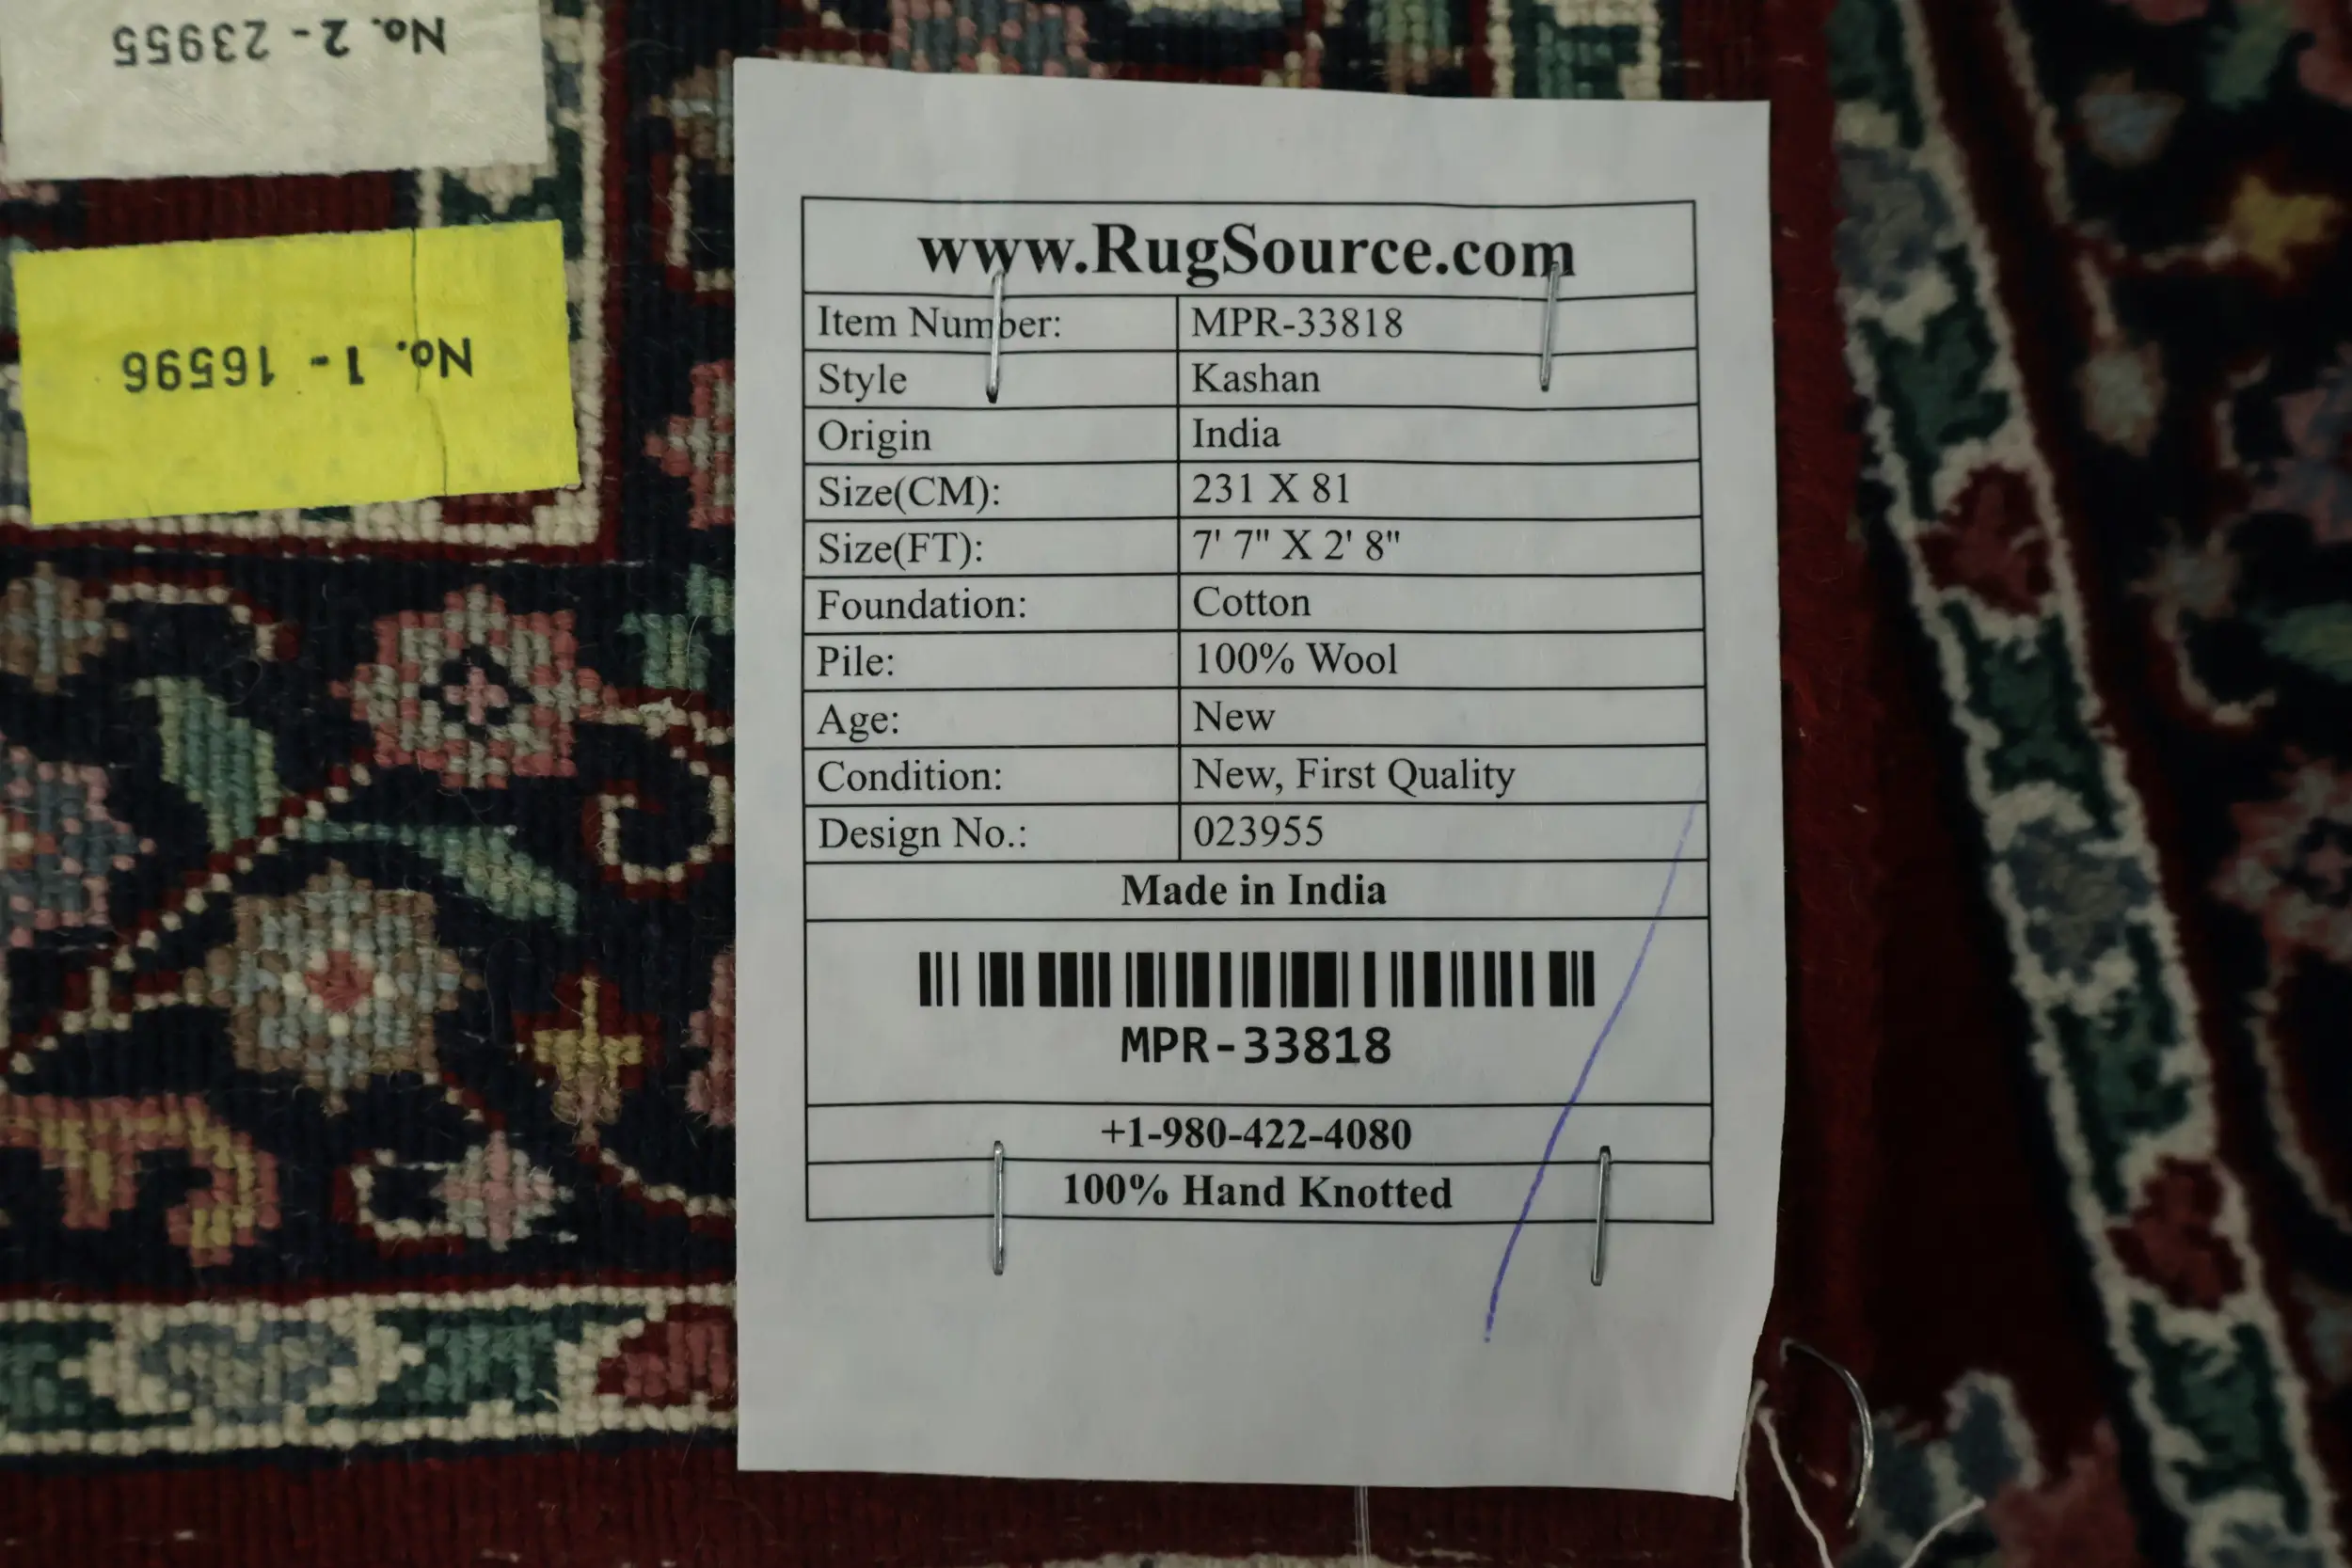 No. 2 - 23955
No. 1 - 16596
www.RugSource.com
Item Number: MPR-33818
Style Kashan
Origin India
Size(CM): 231 X 81
Size(FT): 7' 7" X 2' 8"
Foundation: Cotton
Pile: 100% Wool
Age: New
Condition: New, First Quality
Design No.: 023955
Made in India
MPR-33818
+1-980-422-4080
100% Hand Knotted